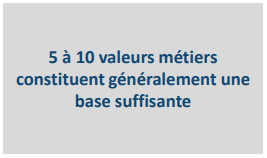 5 à 10 valeurs métiers
constituent généralement une
base suffisante